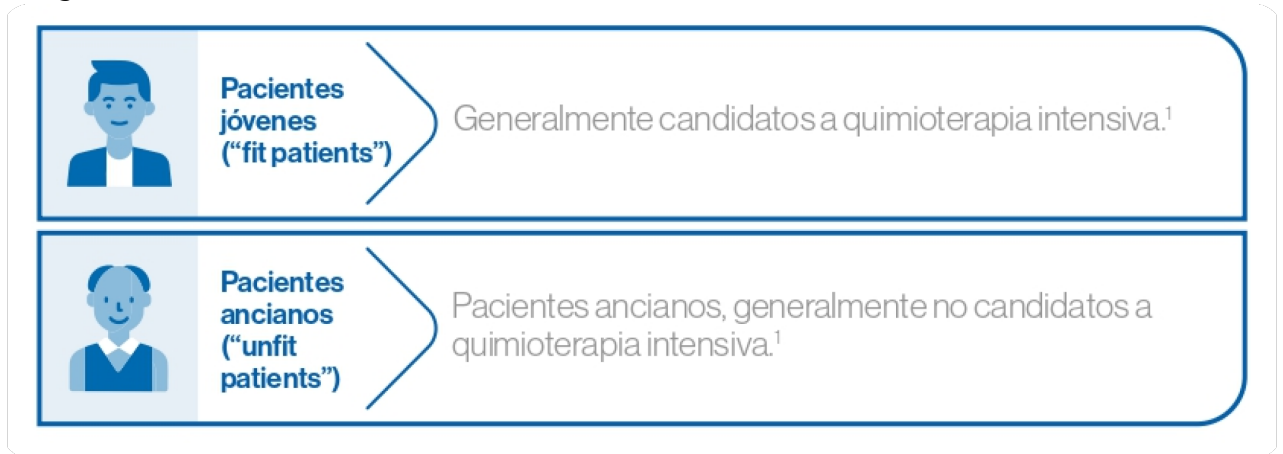 Pacientes
jóvenes
(“fit patients”)
Generalmente candidatos a quimioterapia intensiva.¹
Pacientes
ancianos
(“unfit
patients”)
Pacientes ancianos, generalmente no candidatos a
quimioterapia intensiva.¹